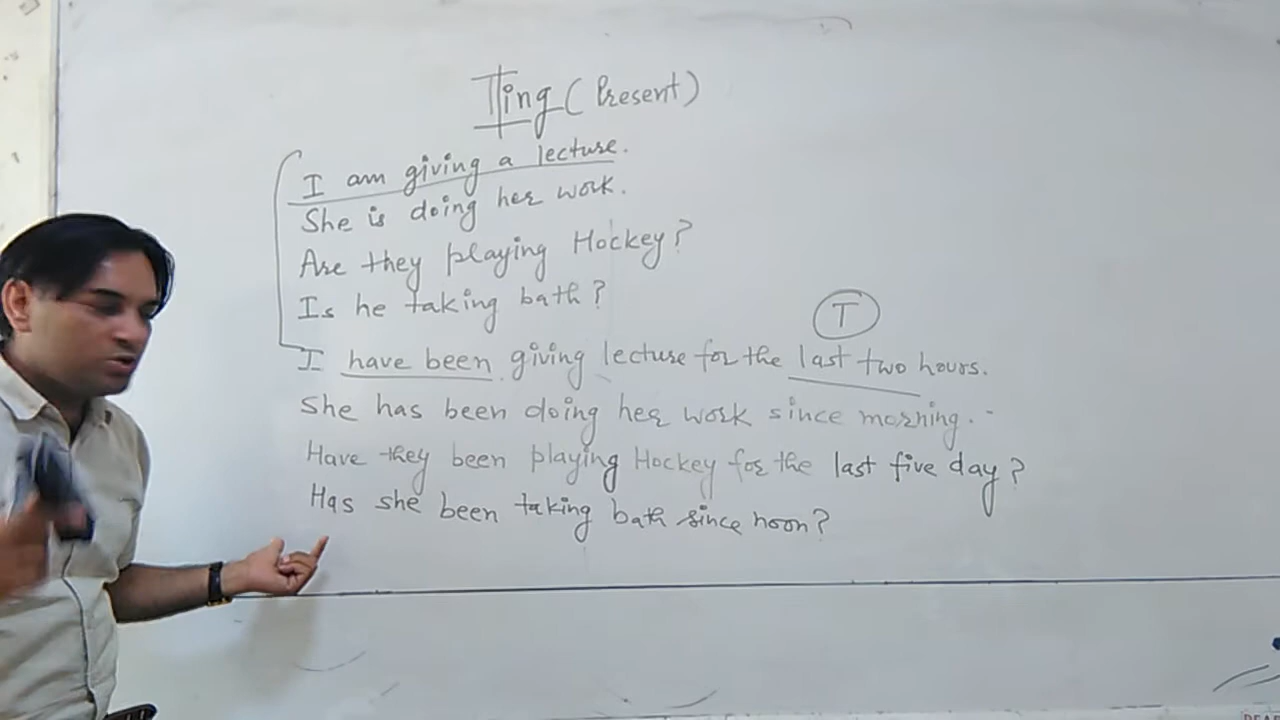 IIing (Present)
I am giving a lecture.
She is doing her work.
Are they playing Hockey?
Is he taking bath?
T
I have been giving lecture for the last two hours.
She has been doing her work since morning.
Have they been playing Hockey for the last five day?
Has she been taking bath since noon?